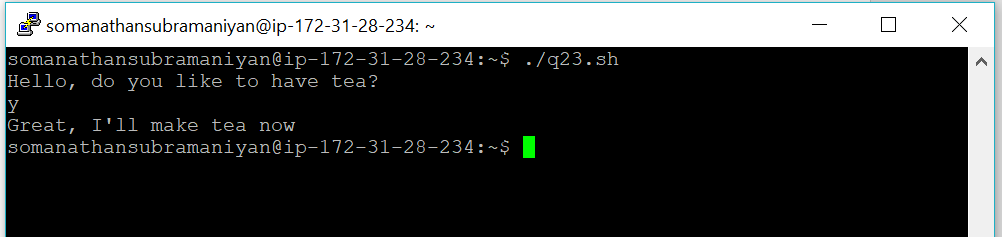 somanathansubramaniyan@ip-172-31-28-234: ~
somanathansubramaniyan@ip-172-31-28-234:~$ ./q23.sh
Hello, do you like to have tea?
y
Great, I'll make tea now
somanathansubramaniyan@ip-172-31-28-234:~$